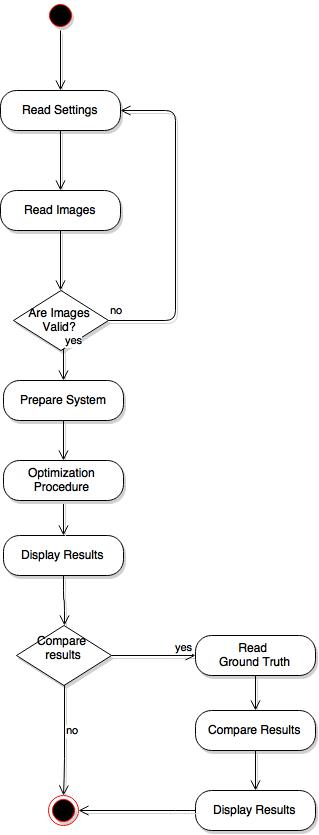 Read Settings
Read Images
Are Images
Valid?
no
yes
Prepare System
Optimization
Procedure
Display Results
Compare
results
yes
Read
Ground Truth
no
Compare Results
Display Results